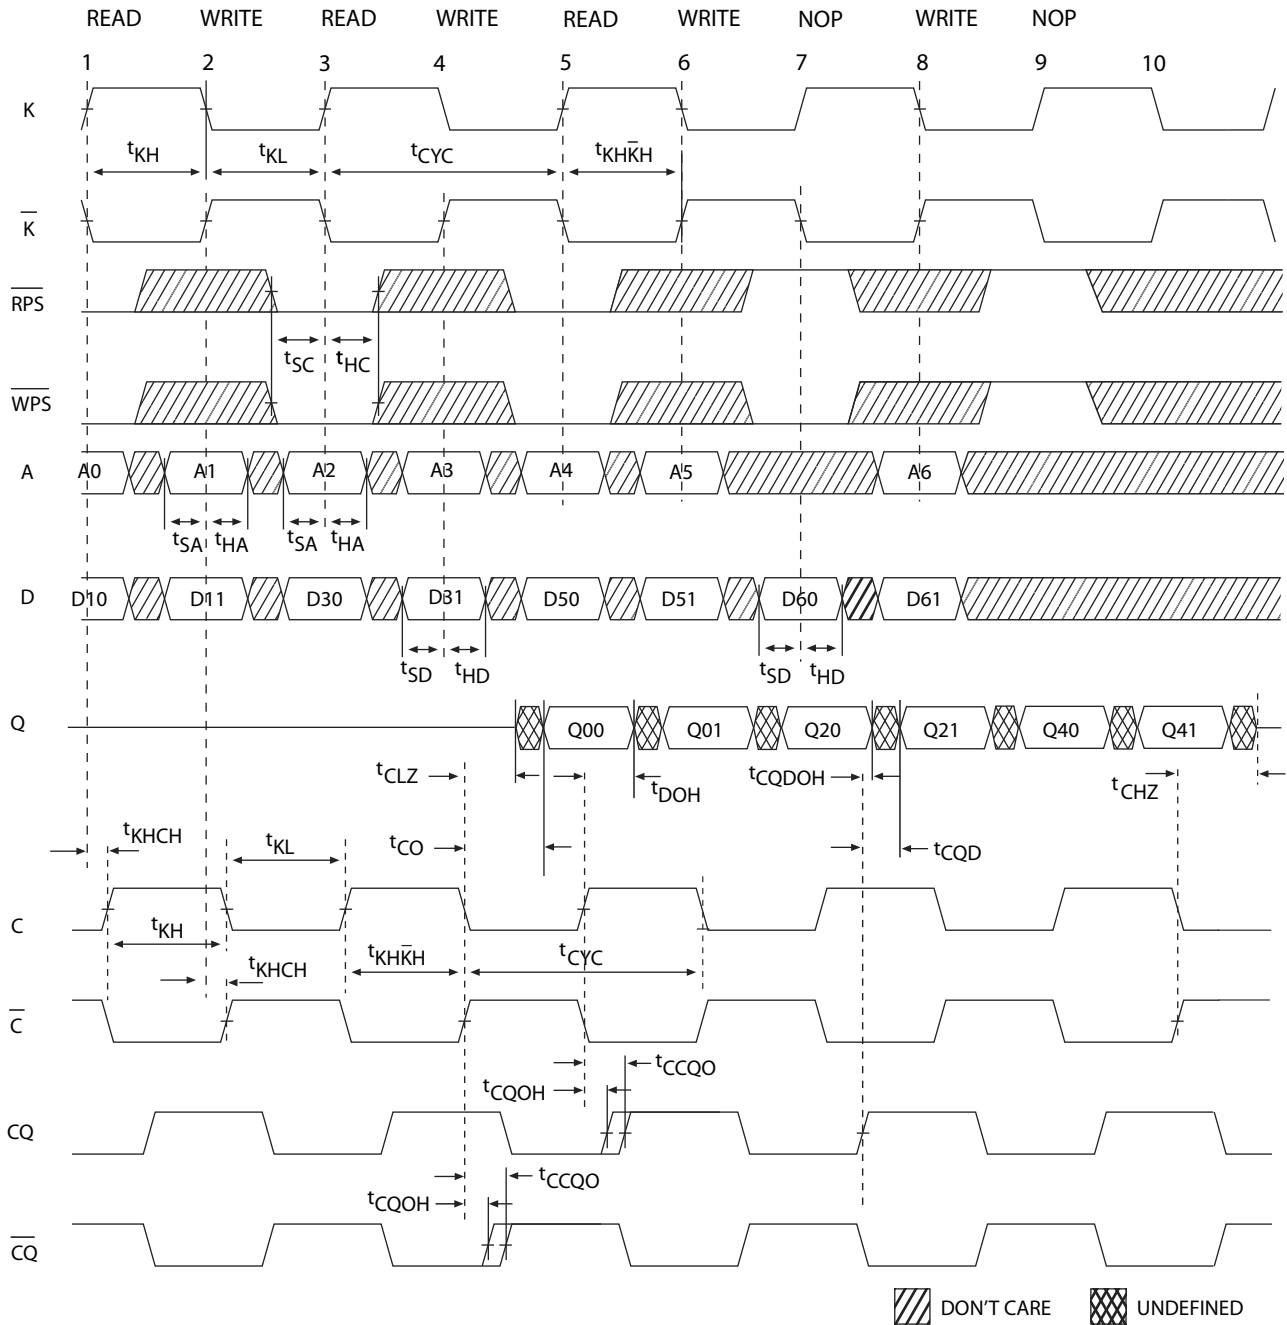 READ WRITE READ WRITE READ WRITE NOP WRITE NOP
1 2 3 4 5 6 7 8 9 10
K
tKH tKL tCYC tKHK̅H
K̅
R̅P̅S̅
tSC tHC
W̅P̅S̅
A A0 A1 A2 A3 A4 A5 A6
tSA tHA tSA tHA
D D10 D11 D30 D31 D50 D51 D60 D61
tSD tHD tSD tHD
Q Q00 Q01 Q20 Q21 Q40 Q41
tCLZ tDOH tCQDOH tCHZ
tKHCH tKL tCO tCQD
C
tKH tKHK̅H tCYC
tKHCH
C̅
tCCQO
tCQOH
CQ
tCCQO
tCQOH
C̅Q̅
DON'T CARE UNDEFINED